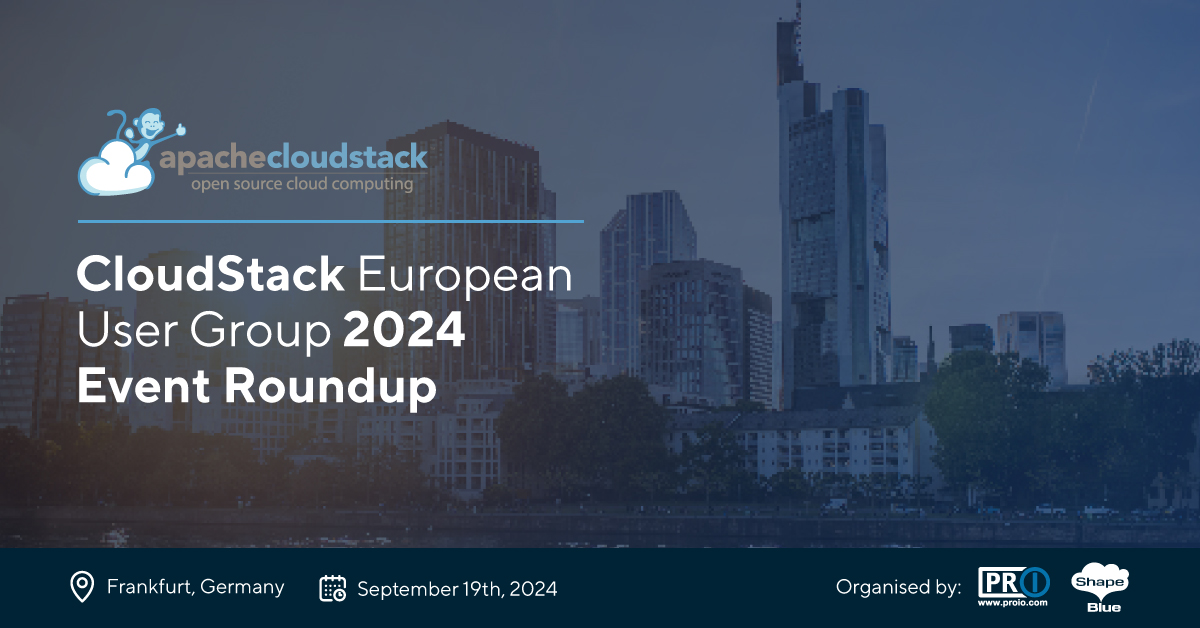 apachecloudstack
open source cloud computing
CloudStack European
User Group 2024
Event Roundup
Frankfurt, Germany
September 19th, 2024
Organised by:
PRIO
www.proio.com
Shape
Blue